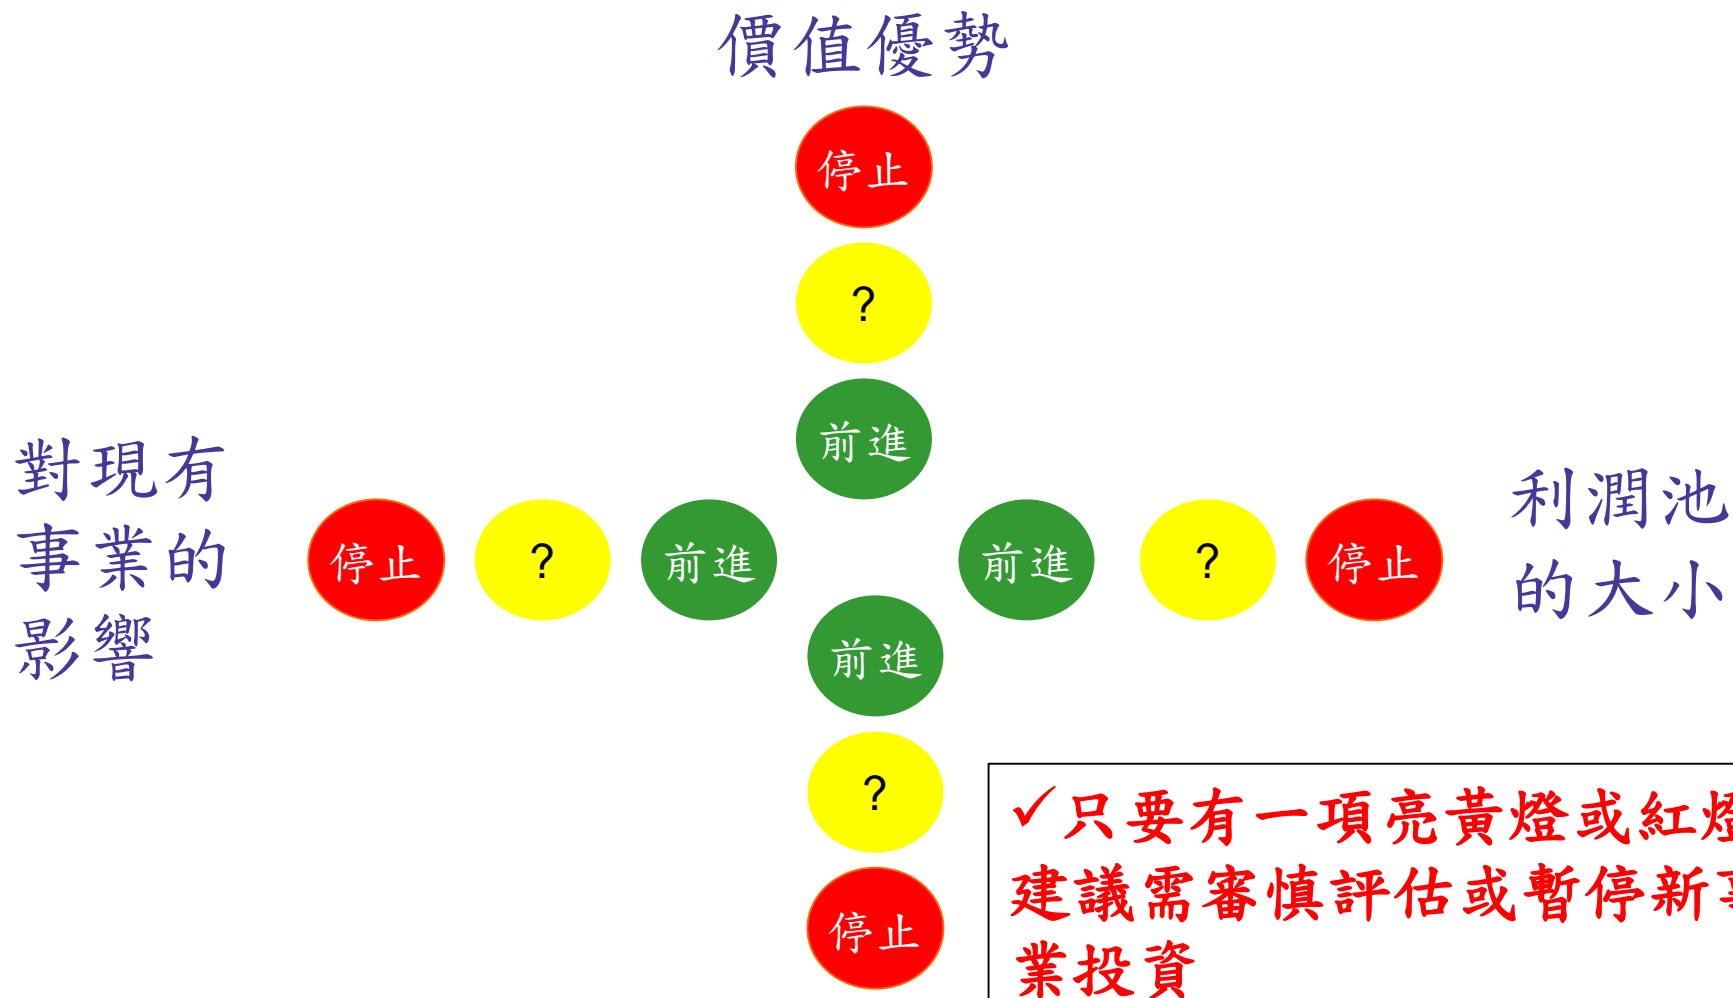 價值優勢
停止
?
前進
對現有
事業的
影響
停止
?
前進
前進
?
停止
利潤池
的大小
前進
?
停止
✓只要有一項亮黃燈或紅燈
建議需審慎評估或暫停新事
業投資